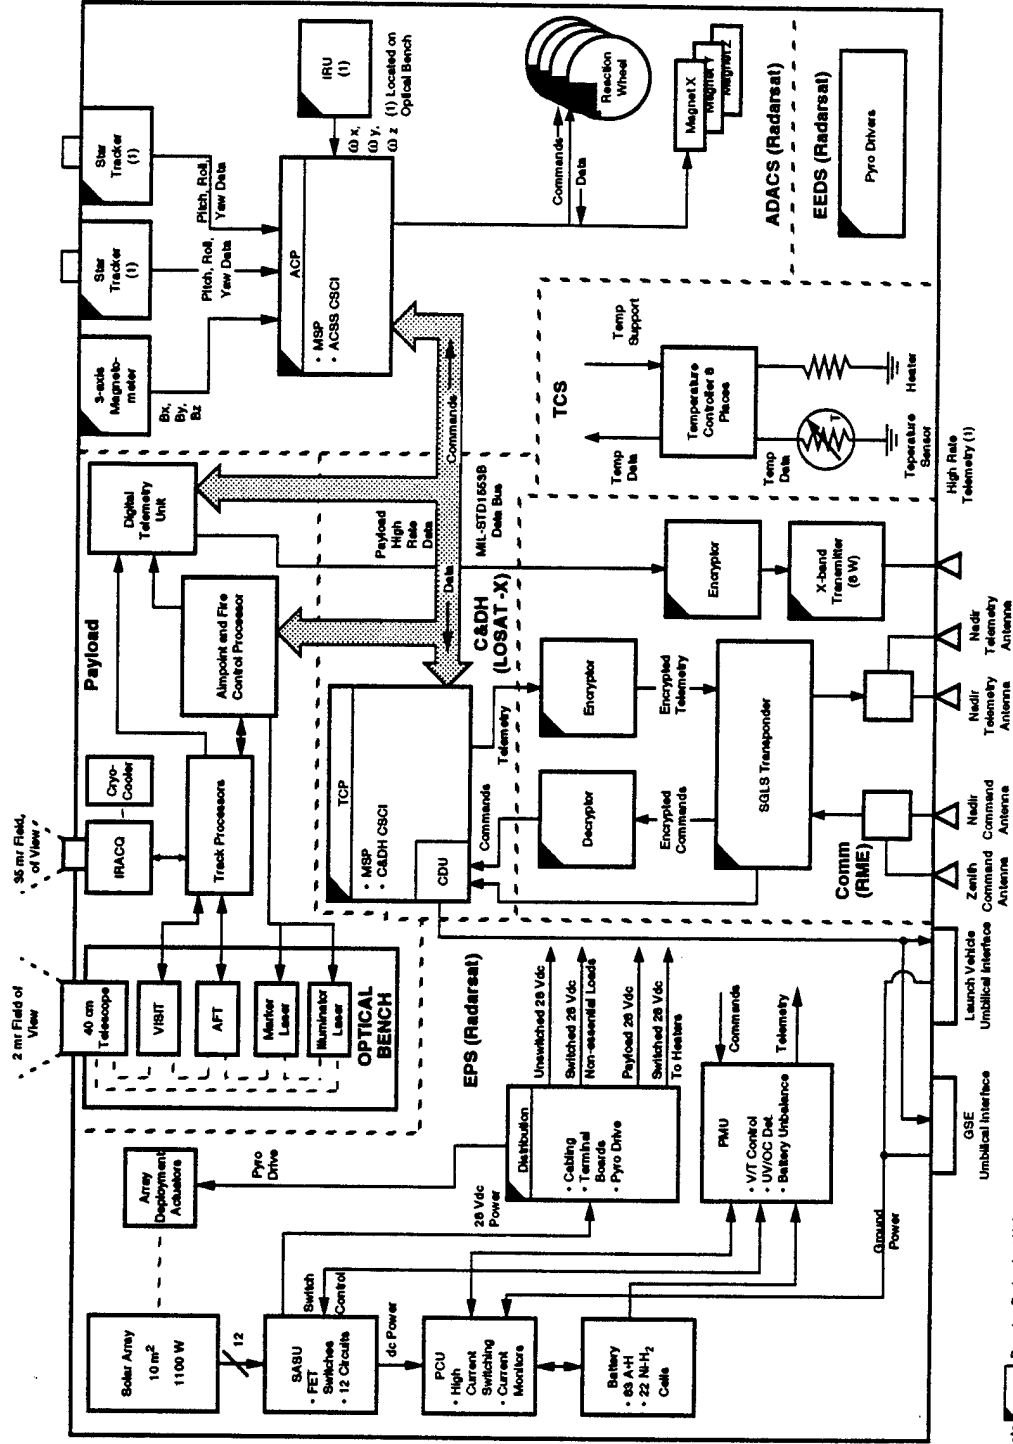 35 mr Field,
of View
2 mr Field of
View
40 cm
Telescope
VISIT
AFT
Marker
Laser
Illuminator
Laser
OPTICAL
BENCH
IRACQ
Cryo-
Cooler
Track Processors
Payload
Aimpoint and Fire
Control Processor
Digital
Telemetry
Unit
3-axis
Magneto-
meter
Star
Tracker
(1)
Star
Tracker
(1)
Bx,
By,
Bz
Pitch, Roll,
Yaw Data
Pitch, Roll,
Yaw Data
IRU
(1)
(1) Located on
Optical Bench
ω x,
ω y,
ω z
ACP
• MSP
• ACSS CSCI
Commands
Data
Reaction
Wheel
Magnet X
Magnet Y
Magnet Z
ADACS (Radarsat)
EEDS (Radarsat)
Pyro Drivers
Solar Array
10 m2
1100 W
12
Array
Deployment
Actuators
Pyro
Drive
SASU
• FET
Switches
• 12 Circuits
Switch
Control
28 Vdc
Power
dc Power
PCU
• High
Current
Switching
• Current
Monitors
Battery
• 83 A•H
• 22 Ni-H2
Cells
EPS (Radarsat)
Distribution
• Cabling
• Terminal
Boards
• Pyro Drive
Unswitched 28 Vdc
Switched 28 Vdc
Non-essential Loads
Payload 28 Vdc
Switched 28 Vdc
To Heaters
PMU
• V/T Control
• UV/OC Det.
• Battery Unbalance
Commands
Telemetry
Ground
Power
GSE
Umbilical Interface
Launch Vehicle
Umbilical Interface
TCP
• MSP
• C&DH CSCI
CDU
Commands
Telemetry
Payload
High
Rate
Data
Data
Commands
MIL-STD1553B
Data Bus
C&DH
(LOSAT -X)
Decryptor
Encryptor
Encrypted
Commands
Encrypted
Telemetry
SGLS Transponder
Comm
(RME)
Encryptor
X-band
Transmitter
(8 W)
Zenith
Command
Antenna
Nadir
Command
Antenna
Nadir
Telemetry
Antenna
Nadir
Telemetry
Antenna
High Rate
Telemetry (1)
TCS
Temp
Data
Temp
Support
Temperature
Controller 8
Places
Temp
Data
T
Teperature
Sensor
Heater